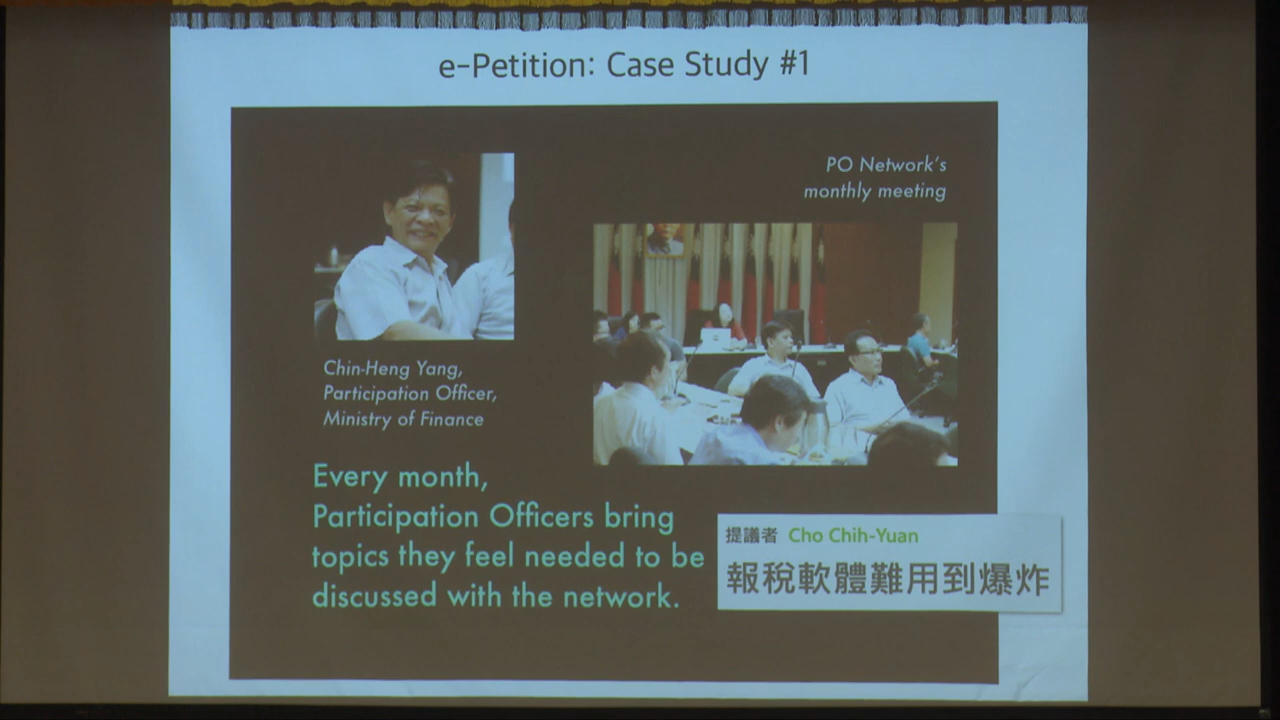 e-Petition: Case Study #1
PO Network's
monthly meeting
Chin-Heng Yang,
Participation Officer,
Ministry of Finance
Every month,
Participation Officers bring
topics they feel needed to be
discussed with the network.
提議者 Cho Chih-Yuan
報稅軟體難用到爆炸